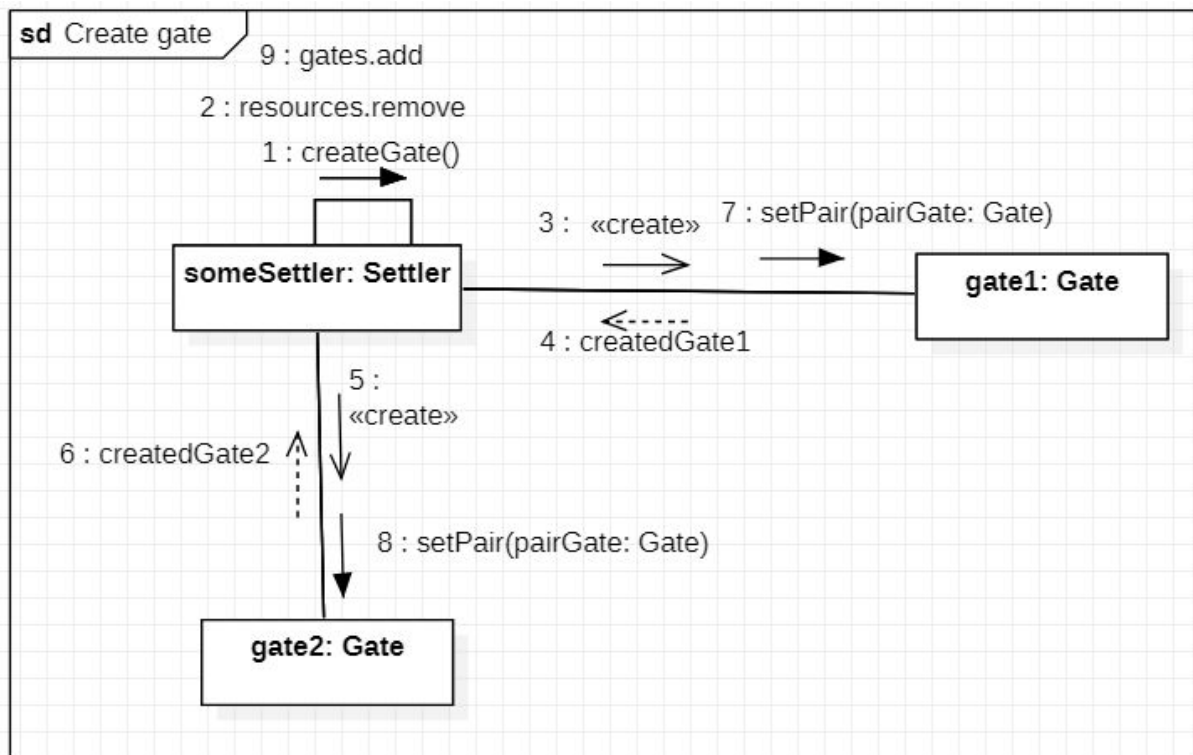 sd Create gate
9 : gates.add
2 : resources.remove
1 : createGate()
3 : «create»
7 : setPair(pairGate: Gate)
someSettler: Settler
gate1: Gate
4 : createdGate1
5 :
«create»
6 : createdGate2
8 : setPair(pairGate: Gate)
gate2: Gate